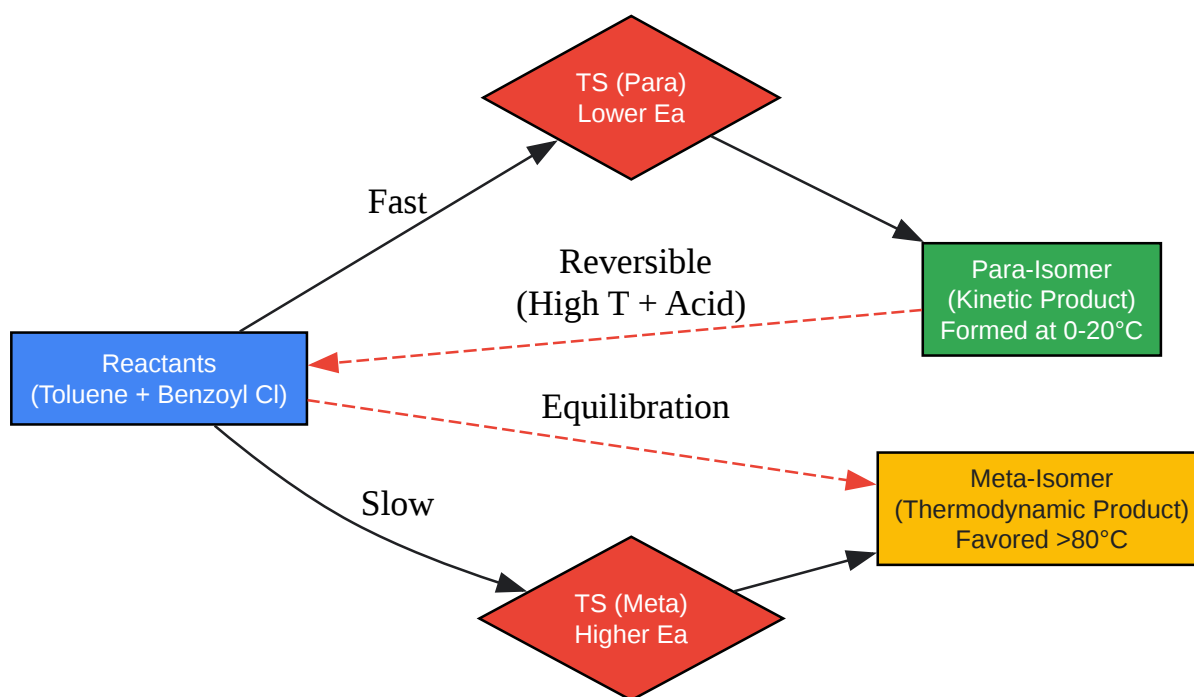 TS (Para)
Lower Ea
Fast
Reversible
(High T + Acid)
Para-Isomer
(Kinetic Product)
Formed at 0-20°C
Reactants
(Toluene + Benzoyl Cl)
Equilibration
Slow
Meta-Isomer
(Thermodynamic Product)
Favored >80°C
TS (Meta)
Higher Ea